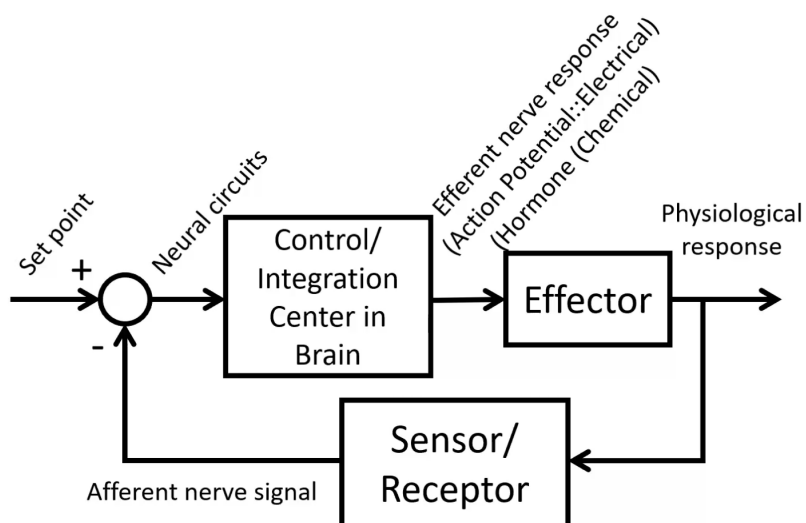 Set point
+
-
Neural circuits
Control/
Integration
Center in
Brain
Efferent nerve response
(Action Potential::Electrical)
(Hormone (Chemical)
Effector
Physiological
response
Sensor/
Receptor
Afferent nerve signal